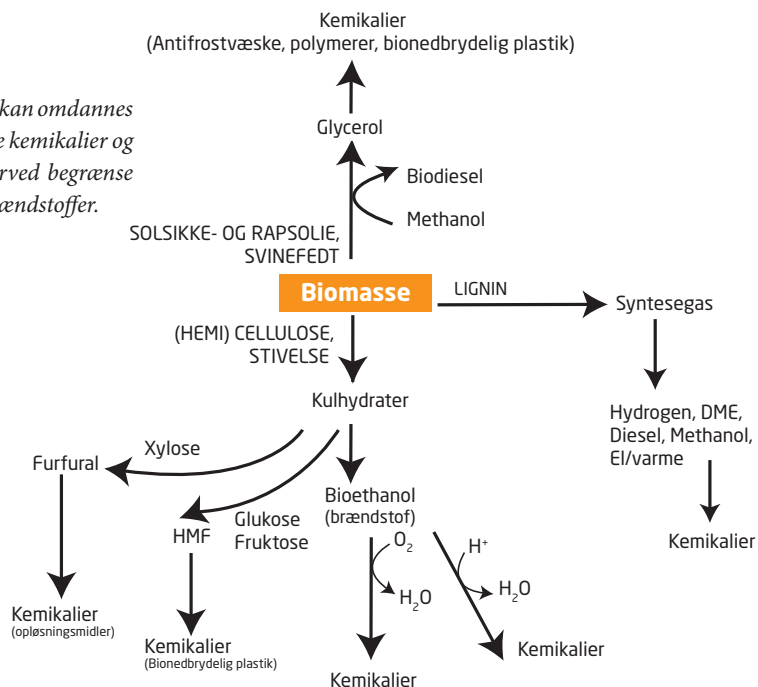 Kemikalier
(Antifrostvæske, polymerer, bionedbrydelig plastik)
kan omdannes
e kemikalier og
rved begrænse
ændstoffer.
Glycerol
Biodiesel
Methanol
SOLSIKKE- OG RAPSOLIE,
SVINEFEDT
Biomasse
LIGNIN
Syntesegas
(HEMI) CELLULOSE,
STIVELSE
Kulhydrater
Hydrogen, DME,
Diesel, Methanol,
El/varme
Kemikalier
Xylose
Furfural
Glukose
Fruktose
HMF
Bioethanol
(brændstof)
O₂
H₂O
H⁺
H₂O
Kemikalier
(opløsningsmidler)
Kemikalier
(Bionedbrydelig plastik)
Kemikalier
Kemikalier